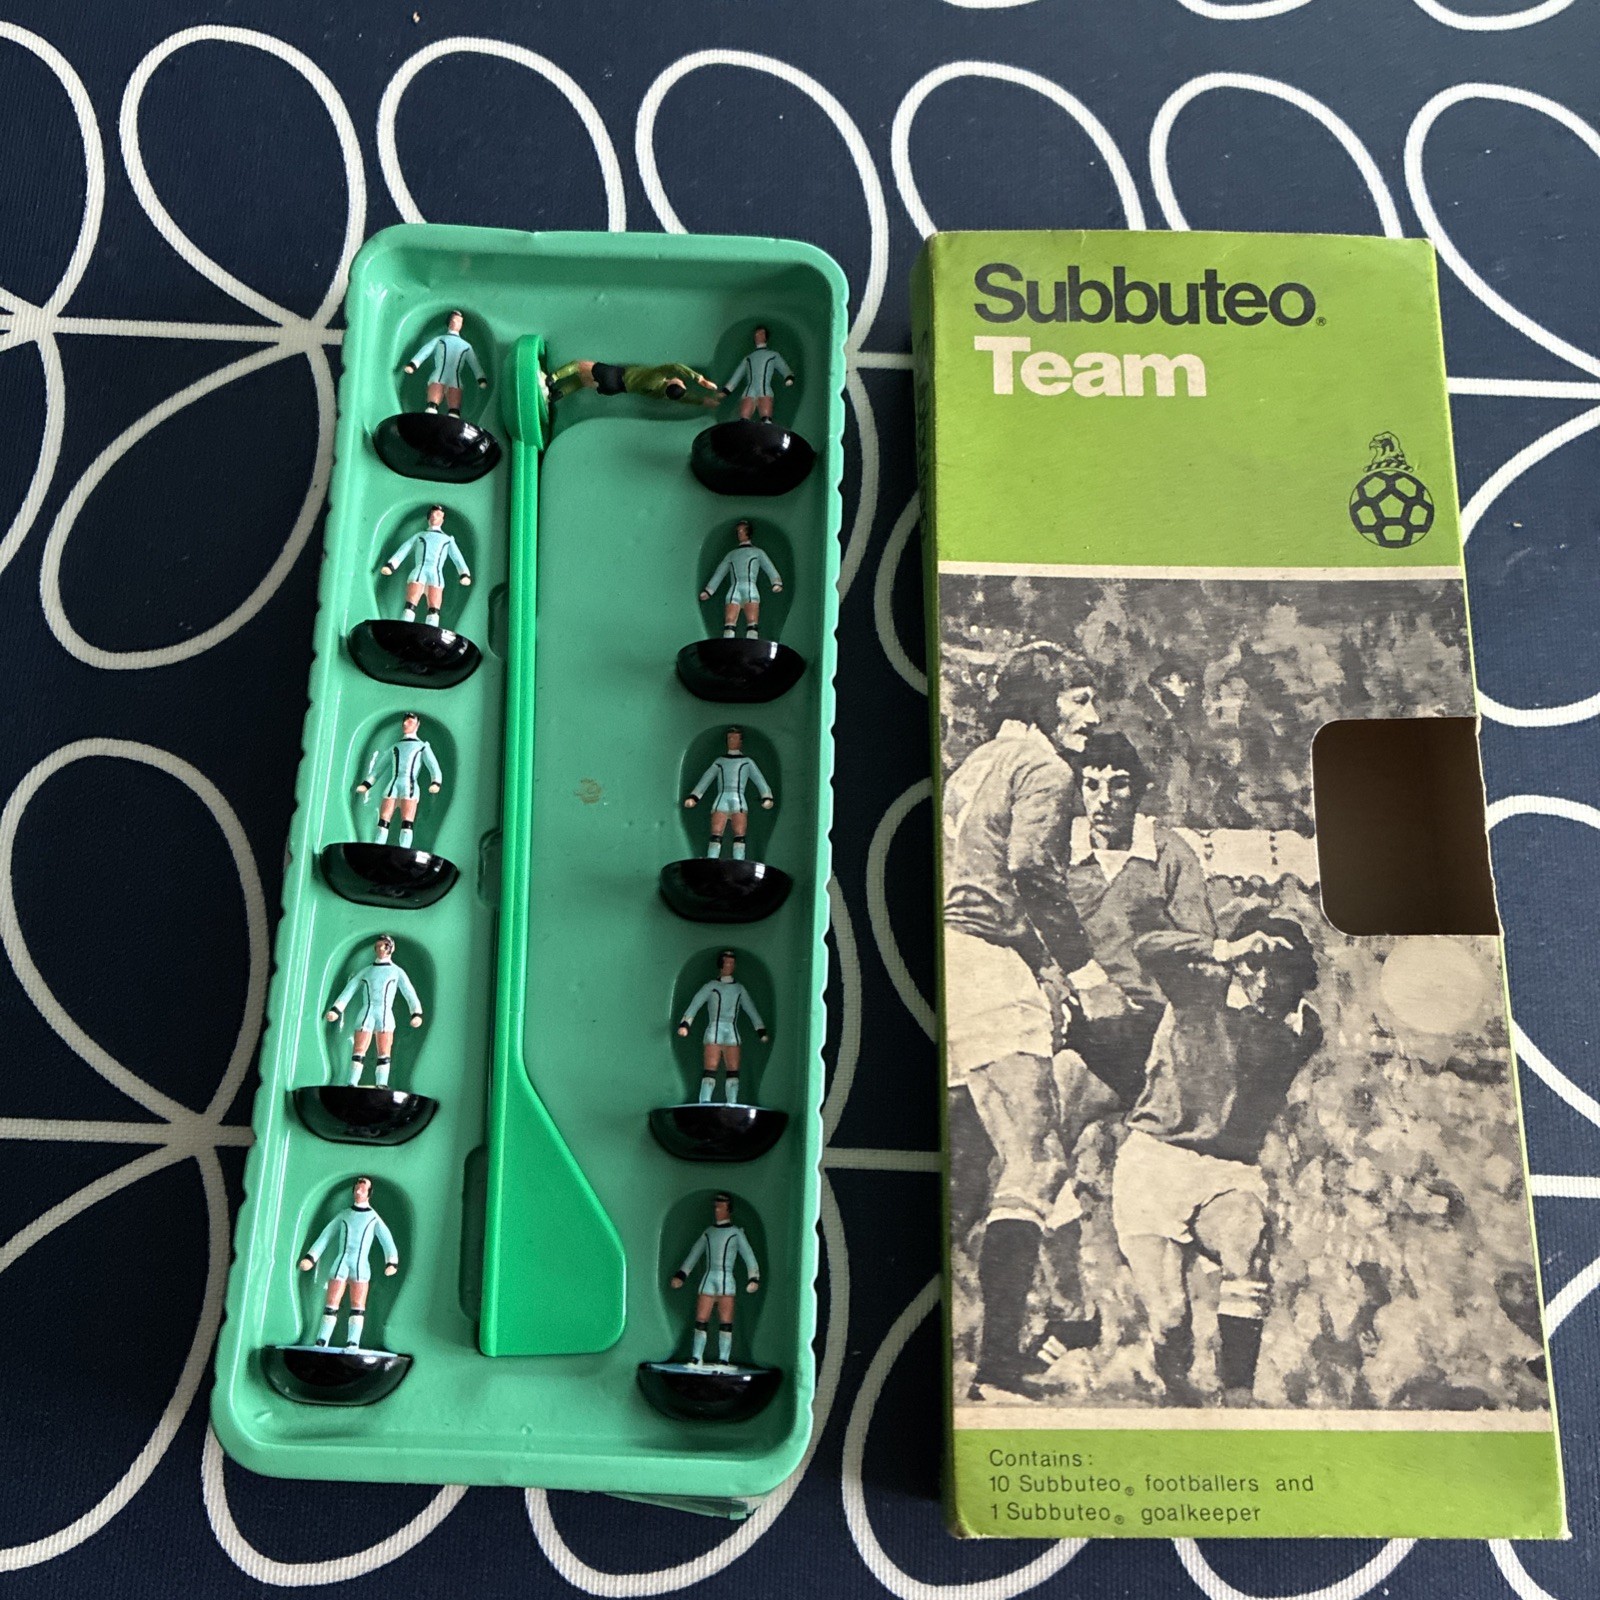 Subbuteo®
Team
Contains:
10 Subbuteo® footballers and
1 Subbuteo® goalkeeper